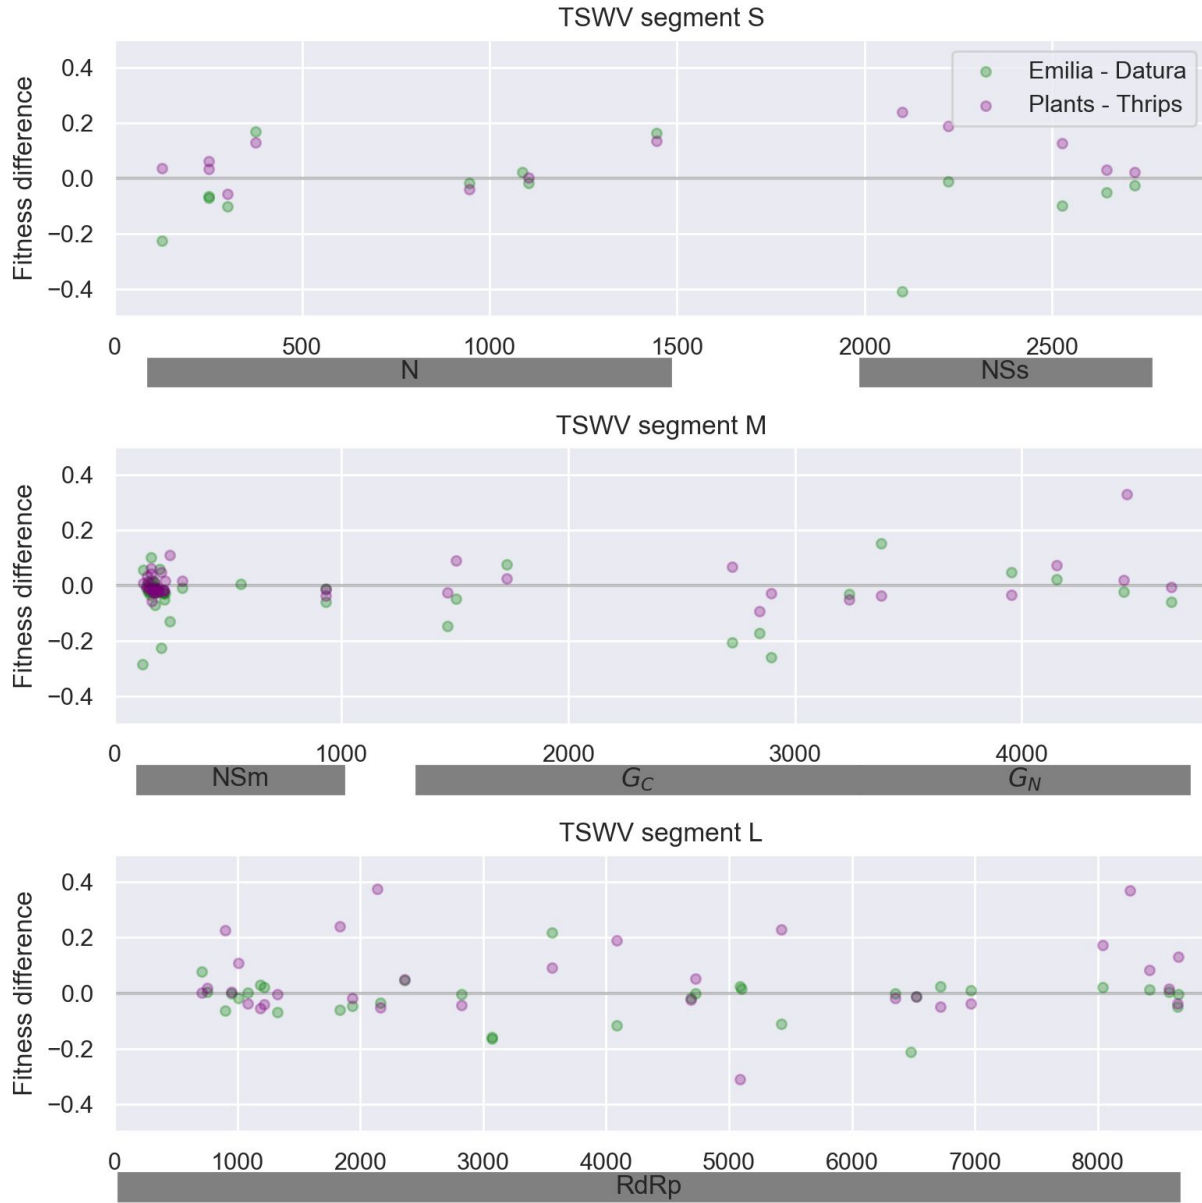 TSWV segment S
Fitness difference
0.4
0.2
0.0
−0.2
−0.4
Emilia - Datura
Plants - Thrips
0 500 1000 1500 2000 2500
N NSs
TSWV segment M
Fitness difference
0.4
0.2
0.0
−0.2
−0.4
0 1000 2000 3000 4000
NSm G_C G_N
TSWV segment L
Fitness difference
0.4
0.2
0.0
−0.2
−0.4
0 1000 2000 3000 4000 5000 6000 7000 8000
RdRp